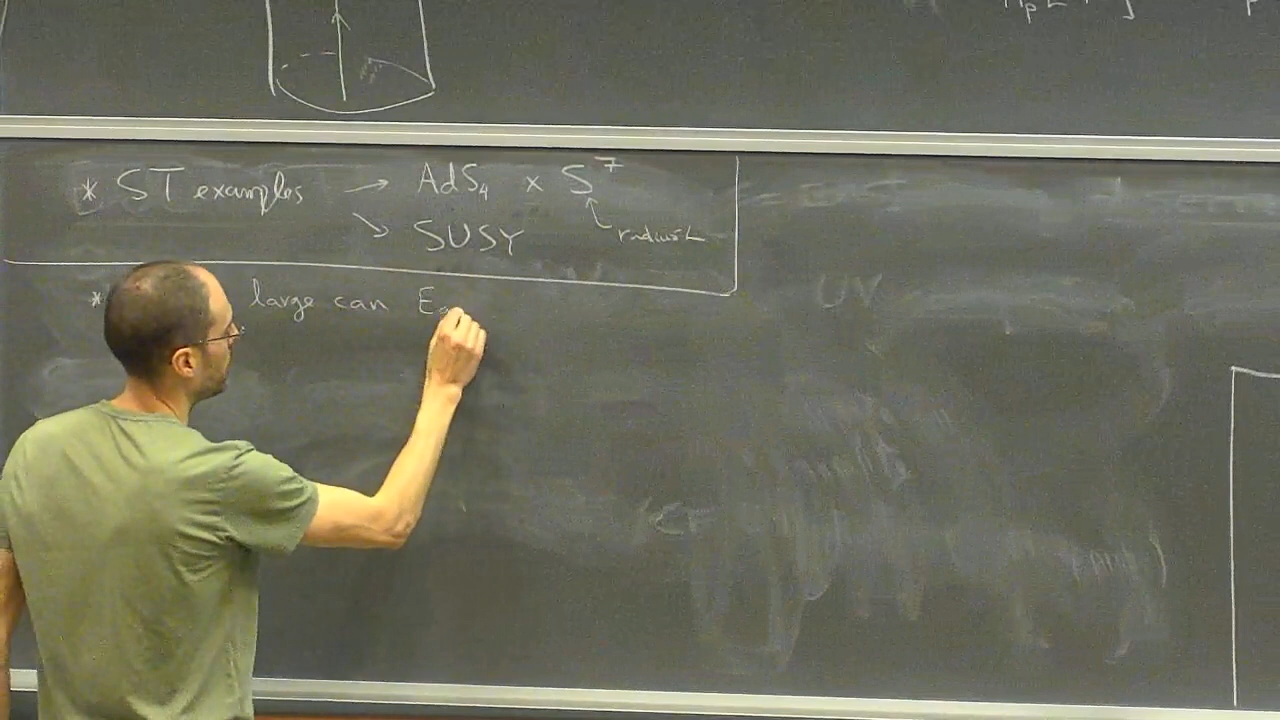 * ST examples → AdS₄ × S⁷
↘ SUSY radius L
* large can E
UV